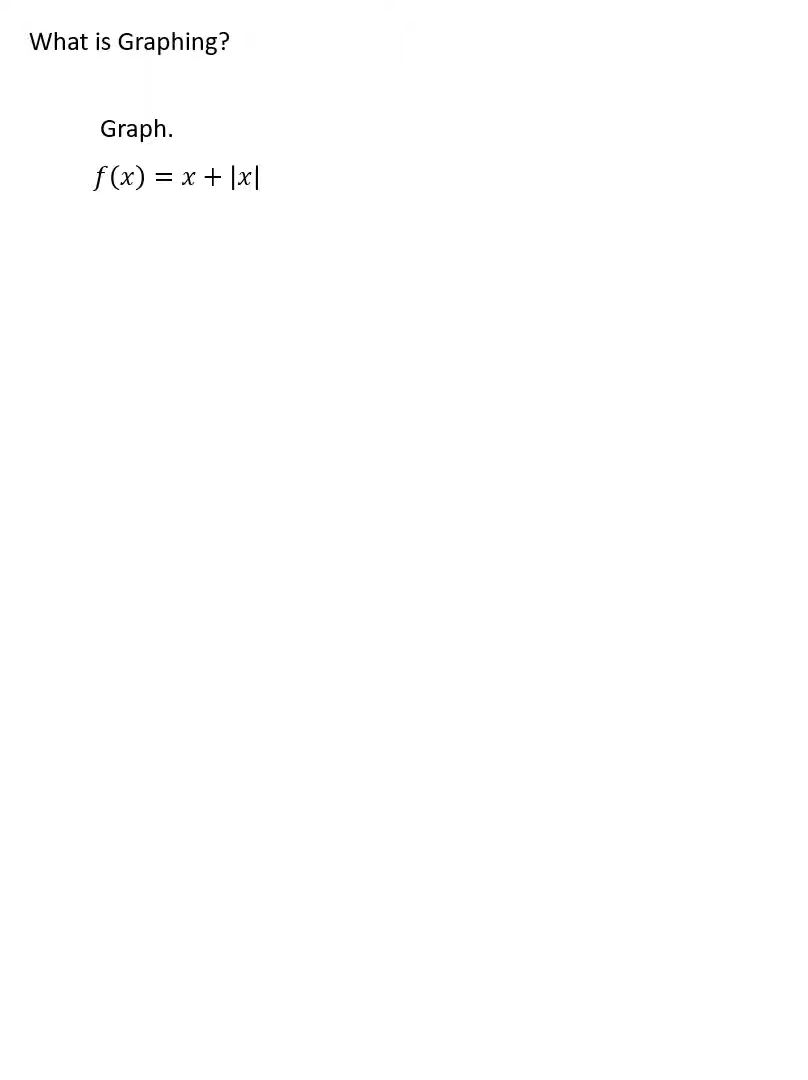 What is Graphing?
Graph.
f(x) = x + |x|